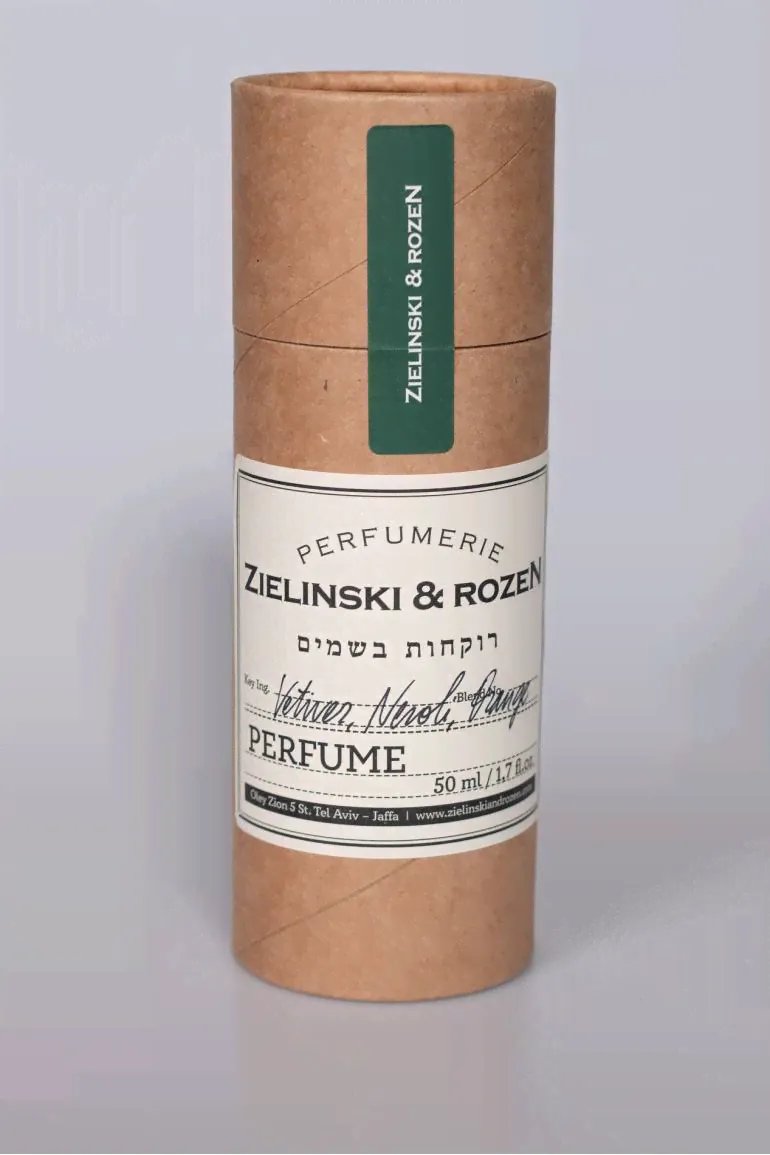 ZIELINSKI & ROZEN
PERFUMERIE
ZIELINSKI & ROZEN
רוקחות בשמים
Key Ing. Vetiver, Neroli, Orange Blend No.
PERFUME
50 ml / 1.7 fl.oz.
Oley Zion 5 St. Tel Aviv – Jaffa | www.zielinskiandrozen.com